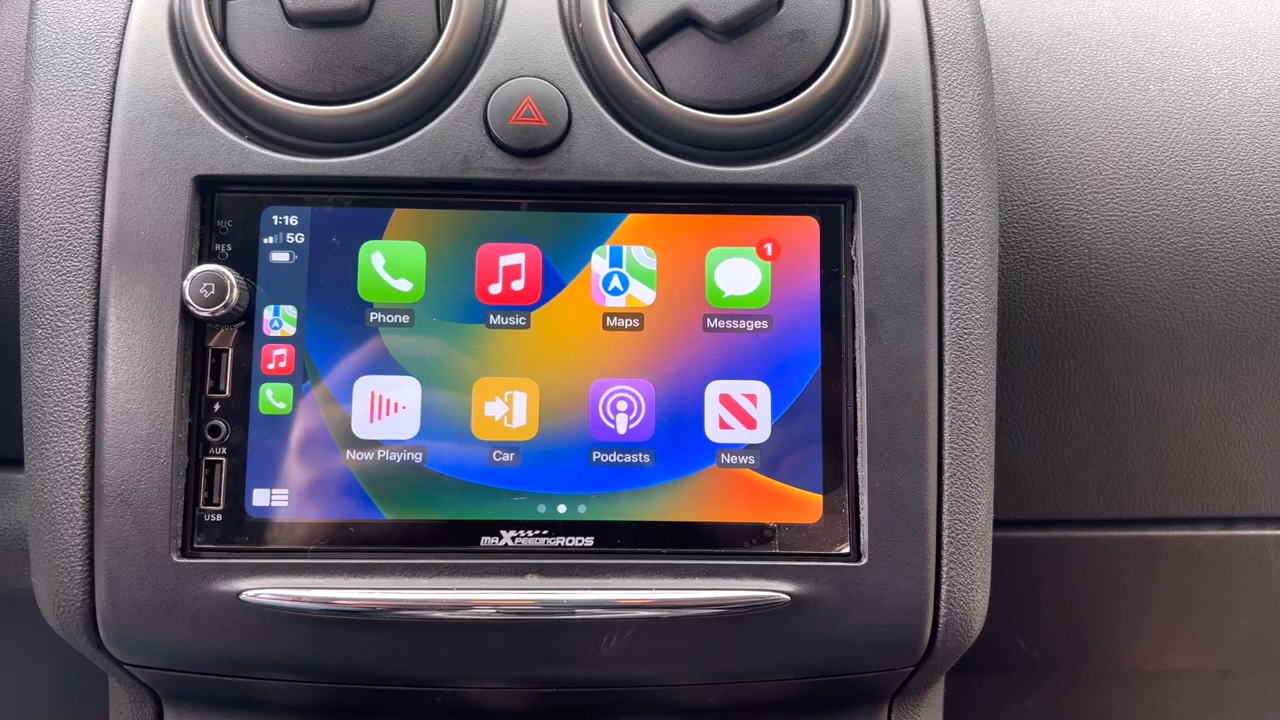 MIC
RES
1:16
5G
1
Phone
Music
Maps
Messages
Now Playing
Car
Podcasts
News
AUX
USB
maXpeedingRODS